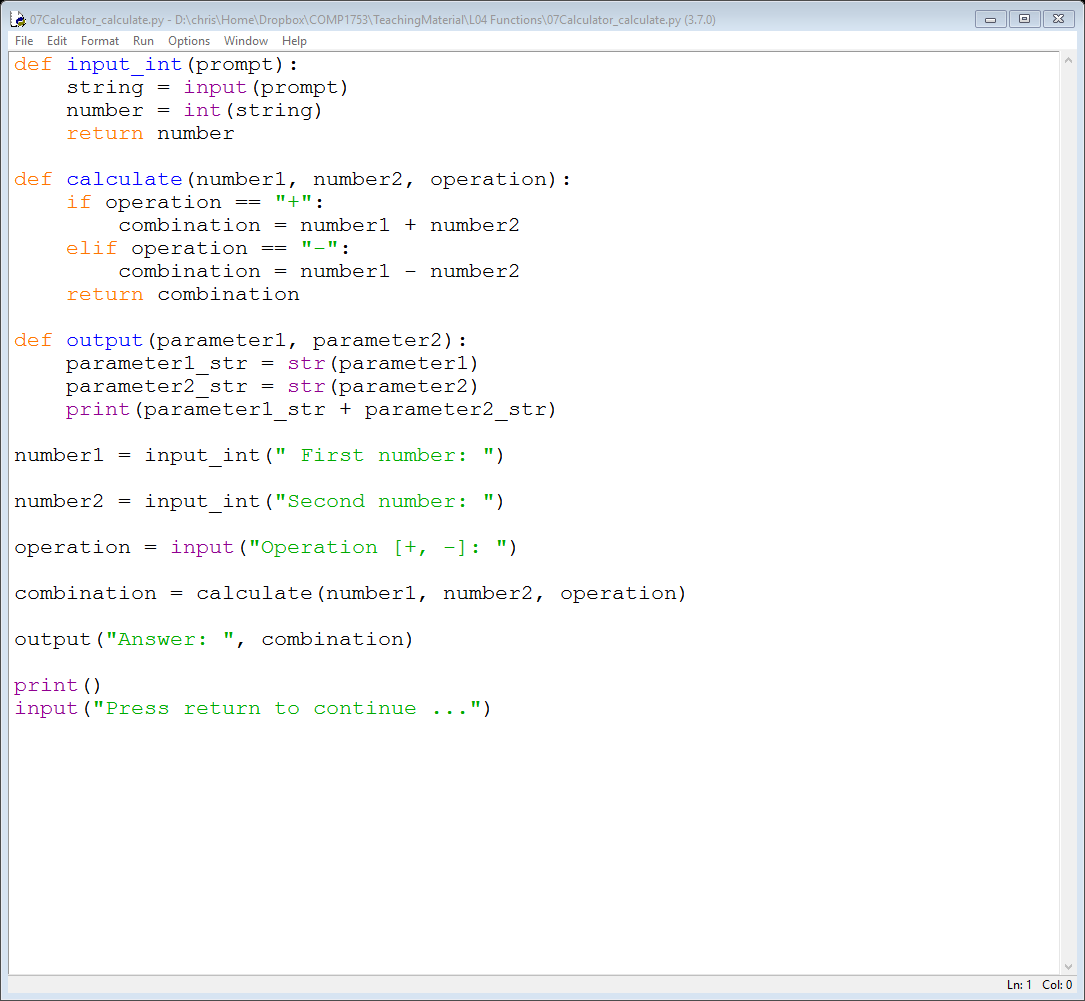 07Calculator_calculate.py - D:\chris\Home\Dropbox\COMP1753\TeachingMaterial\L04 Functions\07Calculator_calculate.py (3.7.0)
File Edit Format Run Options Window Help
def input_int(prompt):
    string = input(prompt)
    number = int(string)
    return number

def calculate(number1, number2, operation):
    if operation == "+":
        combination = number1 + number2
    elif operation == "-":
        combination = number1 - number2
    return combination

def output(parameter1, parameter2):
    parameter1_str = str(parameter1)
    parameter2_str = str(parameter2)
    print(parameter1_str + parameter2_str)

number1 = input_int(" First number: ")

number2 = input_int("Second number: ")

operation = input("Operation [+, -]: ")

combination = calculate(number1, number2, operation)

output("Answer: ", combination)

print()
input("Press return to continue ...")
Ln: 1 Col: 0